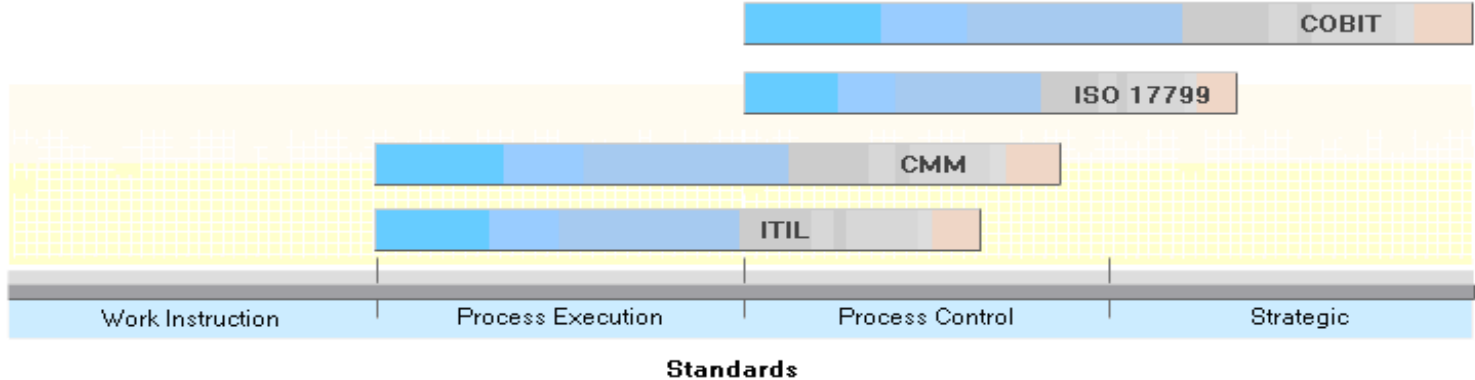 COBIT
ISO 17799
CMM
ITIL
Work Instruction Process Execution Process Control Strategic
Standards